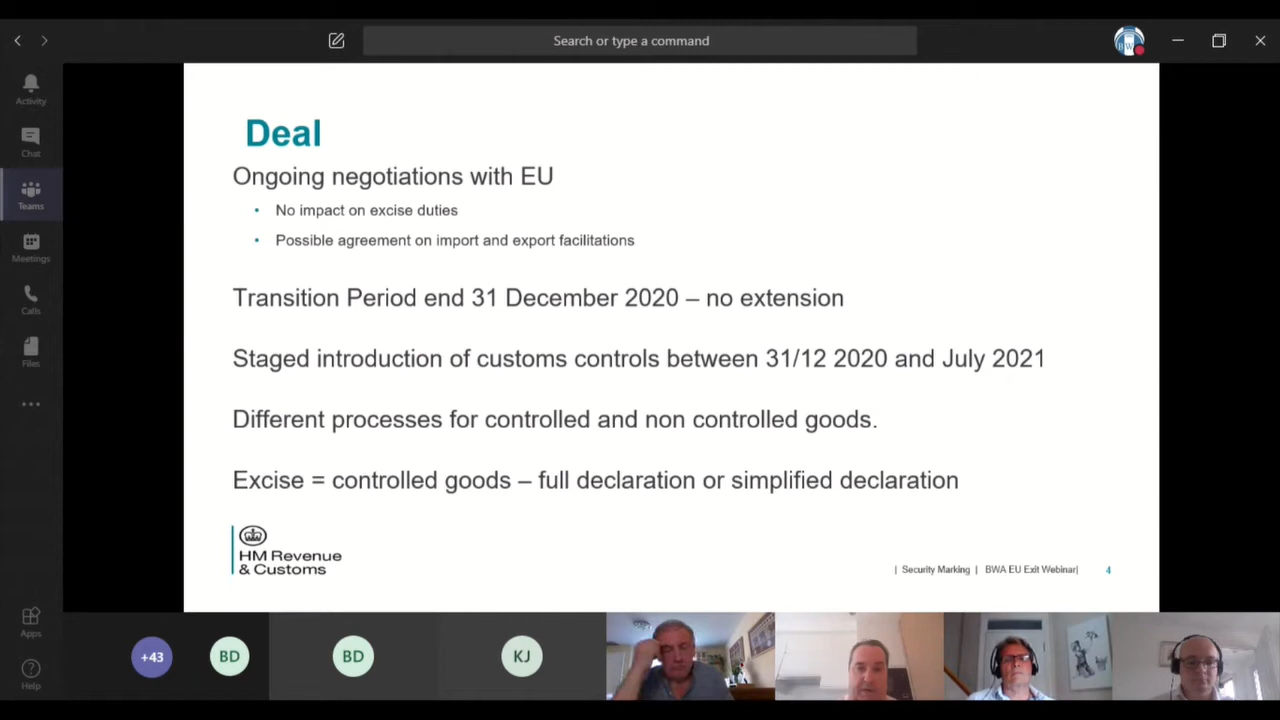 Search or type a command
Activity
Chat
Teams
Meetings
Calls
Files
Apps
Help
Deal
Ongoing negotiations with EU
• No impact on excise duties
• Possible agreement on import and export facilitations
Transition Period end 31 December 2020 – no extension
Staged introduction of customs controls between 31/12 2020 and July 2021
Different processes for controlled and non controlled goods.
Excise = controlled goods – full declaration or simplified declaration
HM Revenue
& Customs
| Security Marking | BWA EU Exit Webinar| 4
+43
BD
BD
KJ